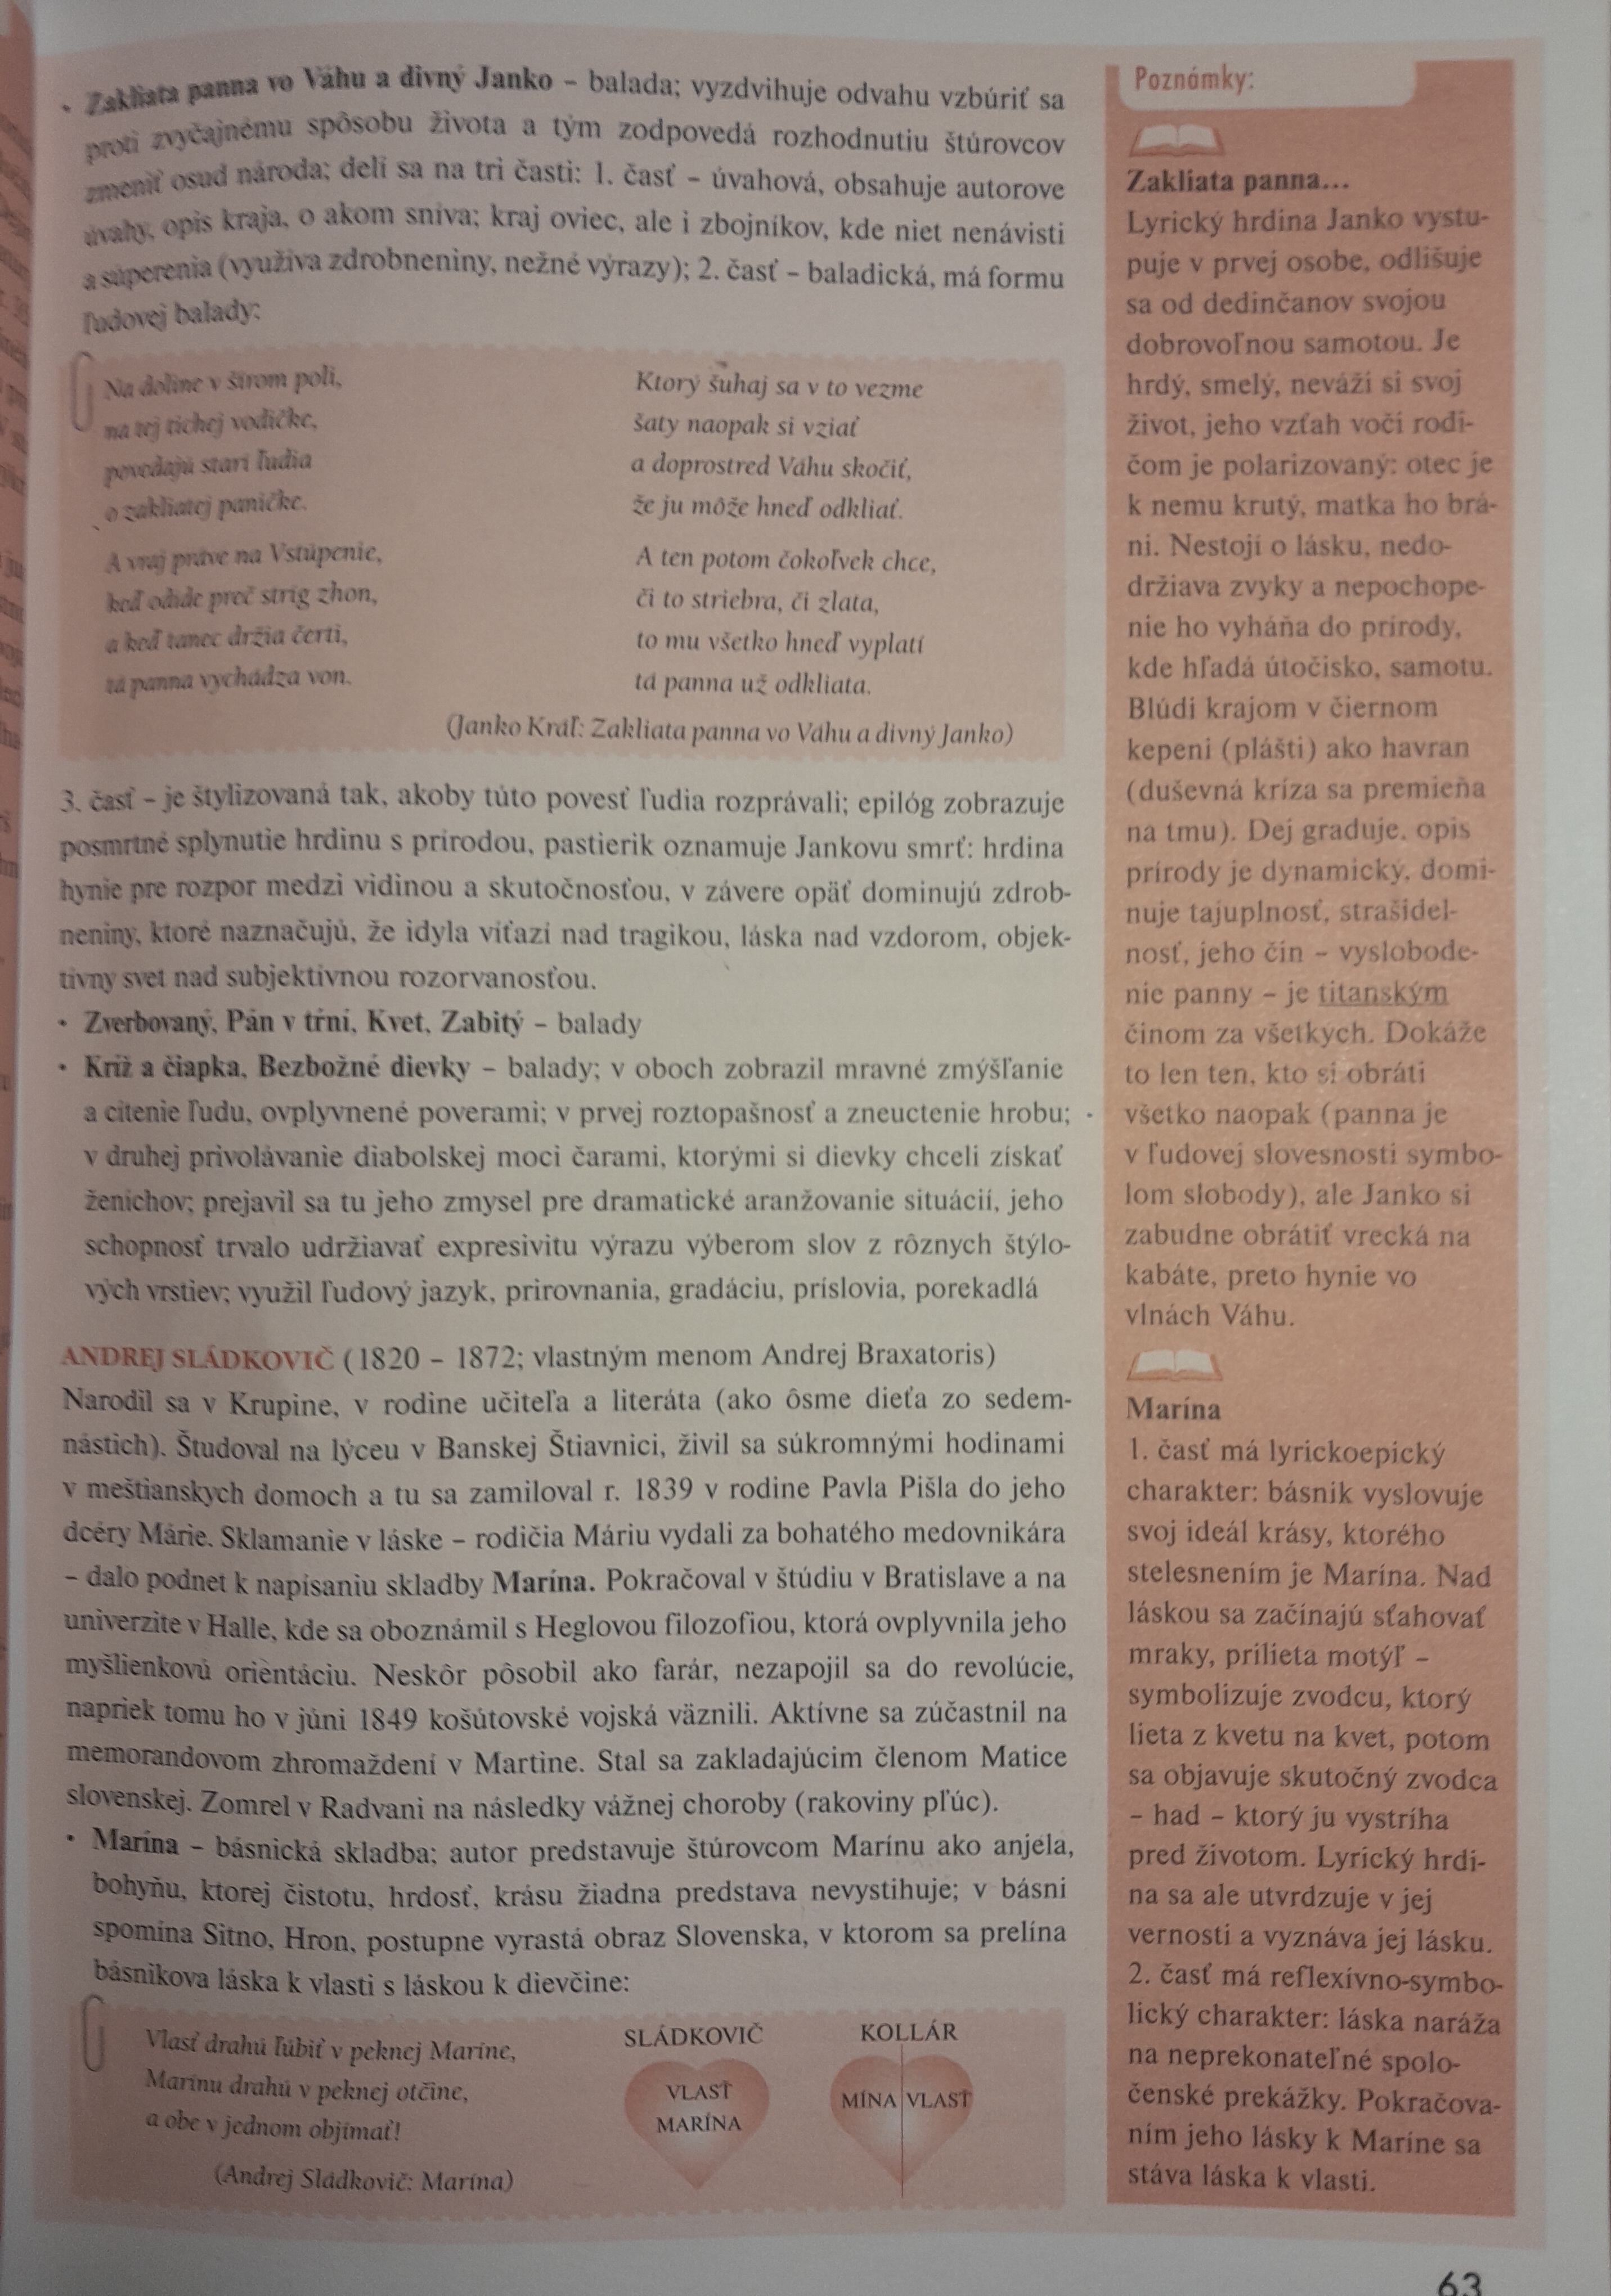 • Zakliata panna vo Váhu a divný Janko – balada; vyzdvihuje odvahu vzbúriť sa
proti zvyčajnému spôsobu života a tým zodpovedá rozhodnutiu štúrovcov
zmeniť osud národa; delí sa na tri časti: 1. časť – úvahová, obsahuje autorove
úvahy, opis kraja, o akom sníva; kraj oviec, ale i zbojníkov, kde niet nenávisti
a súperenia (využíva zdrobneniny, nežné výrazy); 2. časť – baladická, má formu
ľudovej balady:
Na doline v šírom poli,
na tej tichej vodičke,
povedajú starí ľudia
o zakliatej paničke.
A vraj práve na Vstúpenie,
keď odíde preč stríg zhon,
a keď tanec držia čerti,
tá panna vychádza von.
Ktorý šuhaj sa v to vezme
šaty naopak si vziať
a doprostred Váhu skočiť,
že ju môže hneď odkliať.
A ten potom čokoľvek chce,
či to striebra, či zlata,
to mu všetko hneď vyplatí
tá panna už odkliata.
(Janko Kráľ: Zakliata panna vo Váhu a divný Janko)
3. časť – je štylizovaná tak, akoby túto povesť ľudia rozprávali; epilóg zobrazuje
posmrtné splynutie hrdinu s prírodou, pastierik oznamuje Jankovu smrť: hrdina
hynie pre rozpor medzi vidinou a skutočnosťou, v závere opäť dominujú zdrob-
neniny, ktoré naznačujú, že idyla víťazí nad tragikou, láska nad vzdorom, objek-
tívny svet nad subjektívnou rozorvanosťou.
• Zverbovaný, Pán v tŕní, Kvet, Zabitý – balady
• Kríž a čiapka, Bezbožné dievky – balady; v oboch zobrazil mravné zmýšľanie
a cítenie ľudu, ovplyvnené poverami; v prvej roztopašnosť a zneuctenie hrobu;
v druhej privolávanie diabolskej moci čarami, ktorými si dievky chceli získať
ženíchov; prejavil sa tu jeho zmysel pre dramatické aranžovanie situácií, jeho
schopnosť trvalo udržiavať expresivitu výrazu výberom slov z rôznych štýlo-
vých vrstiev; využil ľudový jazyk, prirovnania, gradáciu, príslovia, porekadlá
ANDREJ SLÁDKOVIČ (1820 – 1872; vlastným menom Andrej Braxatoris)
Narodil sa v Krupine, v rodine učiteľa a literáta (ako ôsme dieťa zo sedem-
nástich). Študoval na lýceu v Banskej Štiavnici, živil sa súkromnými hodinami
v meštianskych domoch a tu sa zamiloval r. 1839 v rodine Pavla Pišla do jeho
dcéry Márie. Sklamanie v láske – rodičia Máriu vydali za bohatého medovnikára
– dalo podnet k napísaniu skladby Marína. Pokračoval v štúdiu v Bratislave a na
univerzite v Halle, kde sa oboznámil s Heglovou filozofiou, ktorá ovplyvnila jeho
myšlienkovú orientáciu. Neskôr pôsobil ako farár, nezapojil sa do revolúcie,
napriek tomu ho v júni 1849 košútovské vojská väznili. Aktívne sa zúčastnil na
memorandovom zhromaždení v Martine. Stal sa zakladajúcim členom Matice
slovenskej. Zomrel v Radvani na následky vážnej choroby (rakoviny pľúc).
• Marína – básnická skladba; autor predstavuje štúrovcom Marínu ako anjela,
bohyňu, ktorej čistotu, hrdosť, krásu žiadna predstava nevystihuje; v básni
spomína Sitno, Hron, postupne vyrastá obraz Slovenska, v ktorom sa prelína
básnikova láska k vlasti s láskou k dievčine:
Vlasť drahú ľúbiť v peknej Maríne,
Marínu drahú v peknej otčine,
a obe v jednom objímať!
(Andrej Sládkovič: Marína)
SLÁDKOVIČ
VLASŤ
MARÍNA
KOLLÁR
MÍNA VLASŤ
Poznámky:
Zakliata panna...
Lyrický hrdina Janko vystu-
puje v prvej osobe, odlišuje
sa od dedinčanov svojou
dobrovoľnou samotou. Je
hrdý, smelý, neváži si svoj
život, jeho vzťah voči rodi-
čom je polarizovaný: otec je
k nemu krutý, matka ho brá-
ni. Nestojí o lásku, nedo-
držiava zvyky a nepochope-
nie ho vyháňa do prírody,
kde hľadá útočisko, samotu.
Blúdi krajom v čiernom
kepeni (plášti) ako havran
(duševná kríza sa premieňa
na tmu). Dej graduje, opis
prírody je dynamický, domi-
nuje tajuplnosť, strašidel-
nosť, jeho čin – vyslobode-
nie panny – je titanským
činom za všetkých. Dokáže
to len ten, kto si obráti
všetko naopak (panna je
v ľudovej slovesnosti symbo-
lom slobody), ale Janko si
zabudne obrátiť vrecká na
kabáte, preto hynie vo
vlnách Váhu.
Marína
1. časť má lyrickoepický
charakter: básnik vyslovuje
svoj ideál krásy, ktorého
stelesnením je Marína. Nad
láskou sa začínajú sťahovať
mraky, prilieta motýľ –
symbolizuje zvodcu, ktorý
lieta z kvetu na kvet, potom
sa objavuje skutočný zvodca
– had – ktorý ju vystríha
pred životom. Lyrický hrdi-
na sa ale utvrdzuje v jej
vernosti a vyznáva jej lásku.
2. časť má reflexívno-symbo-
lický charakter: láska naráža
na neprekonateľné spolo-
čenské prekážky. Pokračova-
ním jeho lásky k Maríne sa
stáva láska k vlasti.
63